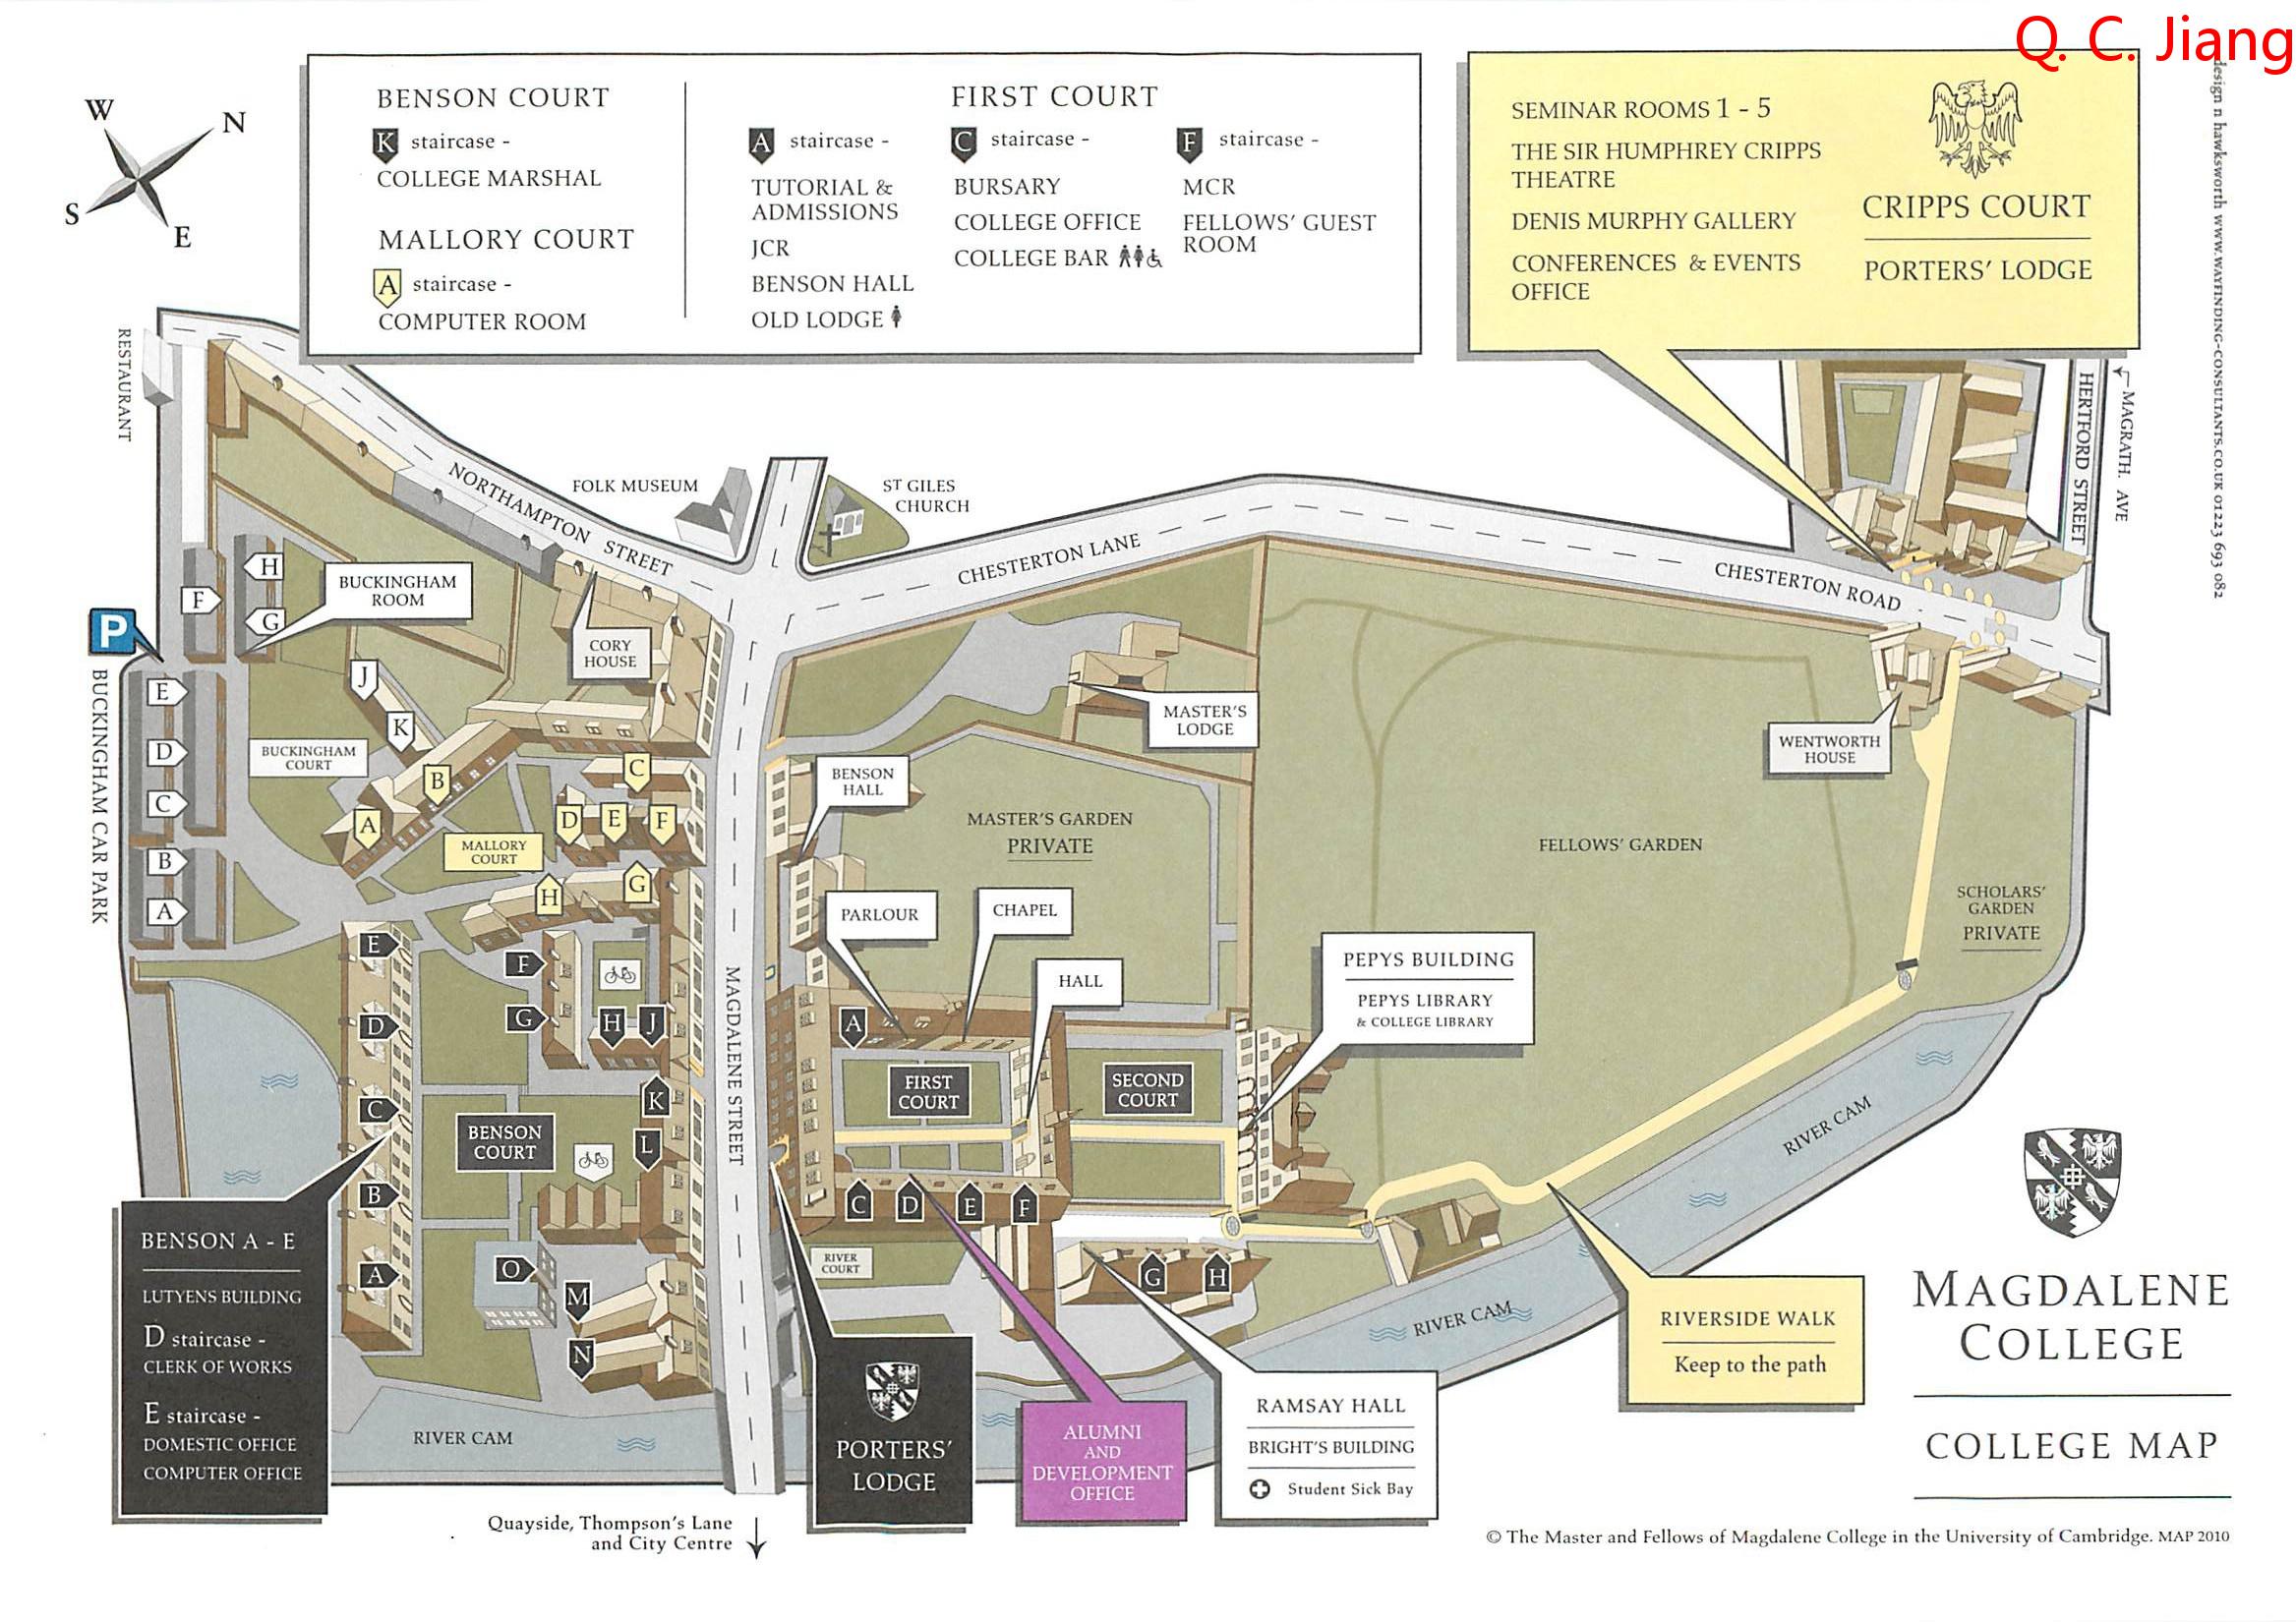 Q. C. Jiang
W
N
S
E
BENSON COURT
K staircase -
COLLEGE MARSHAL
MALLORY COURT
A staircase -
COMPUTER ROOM
FIRST COURT
A staircase -
TUTORIAL &
ADMISSIONS
JCR
BENSON HALL
OLD LODGE
C staircase -
BURSARY
COLLEGE OFFICE
COLLEGE BAR
F staircase -
MCR
FELLOWS' GUEST
ROOM
SEMINAR ROOMS 1 - 5
THE SIR HUMPHREY CRIPPS
THEATRE
DENIS MURPHY GALLERY
CONFERENCES & EVENTS
OFFICE
CRIPPS COURT
PORTERS' LODGE
design n hawksworth www.wayfinding-consultants.co.uk 01223 693 082
RESTAURANT
NORTHAMPTON STREET
FOLK MUSEUM
ST GILES
CHURCH
CHESTERTON LANE
CHESTERTON ROAD
HERTFORD STREET
MAGRATH. AVE
H
F
G
BUCKINGHAM
ROOM
P
BUCKINGHAM CAR PARK
CORY
HOUSE
E
D
C
B
A
J
K
BUCKINGHAM
COURT
B
A
C
D
E
F
MALLORY
COURT
H
G
MASTER'S
LODGE
WENTWORTH
HOUSE
BENSON
HALL
MASTER'S GARDEN
PRIVATE
FELLOWS' GARDEN
SCHOLARS'
GARDEN
PRIVATE
PARLOUR
CHAPEL
HALL
PEPYS BUILDING
PEPYS LIBRARY
& COLLEGE LIBRARY
MAGDALENE STREET
E
D
C
B
A
F
G
H
J
K
L
BENSON
COURT
O
M
N
A
FIRST
COURT
SECOND
COURT
C
D
E
F
RIVER
COURT
G
H
RIVER CAM
RIVER CAM
RIVER CAM
BENSON A - E
LUTYENS BUILDING
D staircase -
CLERK OF WORKS
E staircase -
DOMESTIC OFFICE
COMPUTER OFFICE
PORTERS'
LODGE
ALUMNI
AND
DEVELOPMENT
OFFICE
RAMSAY HALL
BRIGHT'S BUILDING
Student Sick Bay
RIVERSIDE WALK
Keep to the path
MAGDALENE
COLLEGE
COLLEGE MAP
Quayside, Thompson's Lane
and City Centre
© The Master and Fellows of Magdalene College in the University of Cambridge. MAP 2010